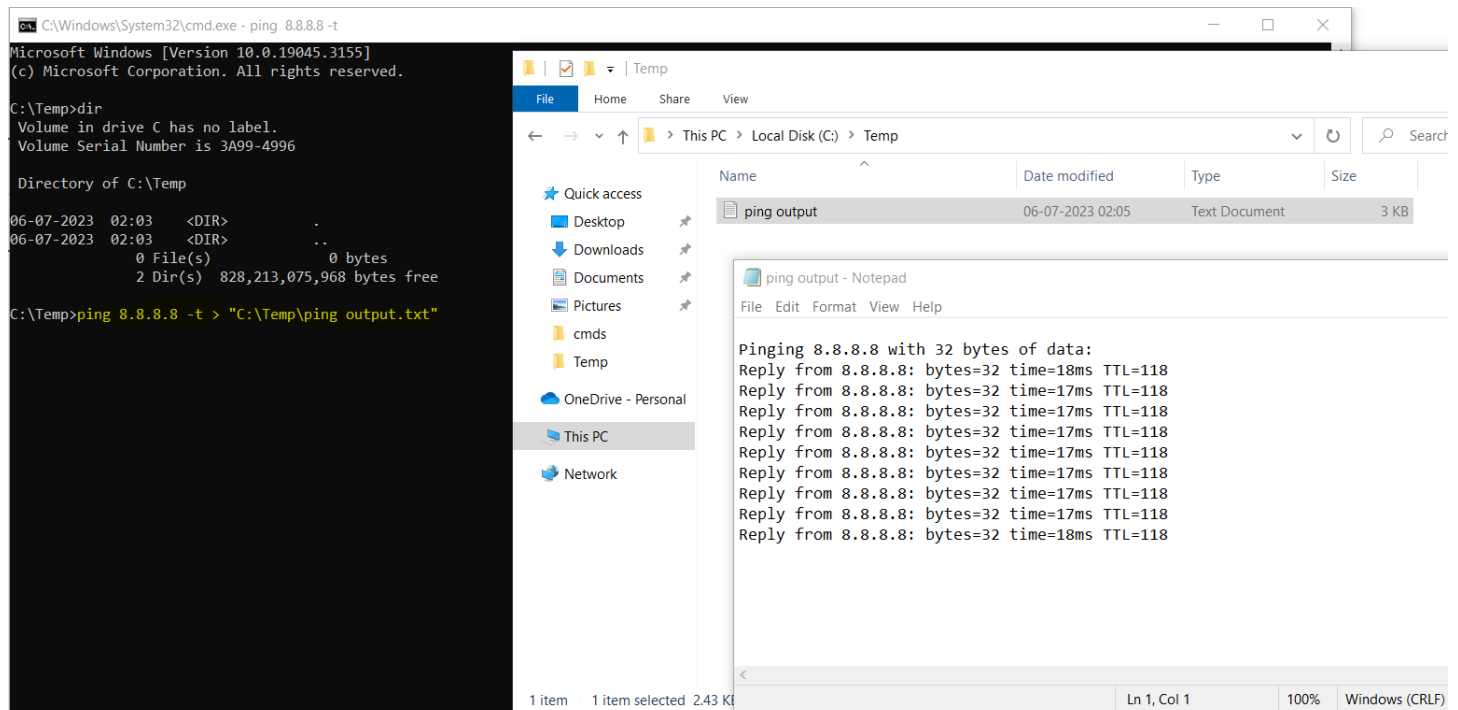 C:\Windows\System32\cmd.exe - ping  8.8.8.8 -t
Microsoft Windows [Version 10.0.19045.3155]
(c) Microsoft Corporation. All rights reserved.
C:\Temp>dir
 Volume in drive C has no label.
 Volume Serial Number is 3A99-4996
 Directory of C:\Temp
06-07-2023  02:03    <DIR>          .
06-07-2023  02:03    <DIR>          ..
               0 File(s)              0 bytes
               2 Dir(s)  828,213,075,968 bytes free
C:\Temp>ping 8.8.8.8 -t > "C:\Temp\ping output.txt"
Temp
File Home Share View
This PC > Local Disk (C:) > Temp
Search
Name Date modified Type Size
ping output 06-07-2023 02:05 Text Document 3 KB
Quick access
Desktop
Downloads
Documents
Pictures
cmds
Temp
OneDrive - Personal
This PC
Network
1 item 1 item selected 2.43 KE
ping output - Notepad
File Edit Format View Help
Pinging 8.8.8.8 with 32 bytes of data:
Reply from 8.8.8.8: bytes=32 time=18ms TTL=118
Reply from 8.8.8.8: bytes=32 time=17ms TTL=118
Reply from 8.8.8.8: bytes=32 time=17ms TTL=118
Reply from 8.8.8.8: bytes=32 time=17ms TTL=118
Reply from 8.8.8.8: bytes=32 time=17ms TTL=118
Reply from 8.8.8.8: bytes=32 time=17ms TTL=118
Reply from 8.8.8.8: bytes=32 time=17ms TTL=118
Reply from 8.8.8.8: bytes=32 time=17ms TTL=118
Reply from 8.8.8.8: bytes=32 time=18ms TTL=118
Ln 1, Col 1 100% Windows (CRLF)